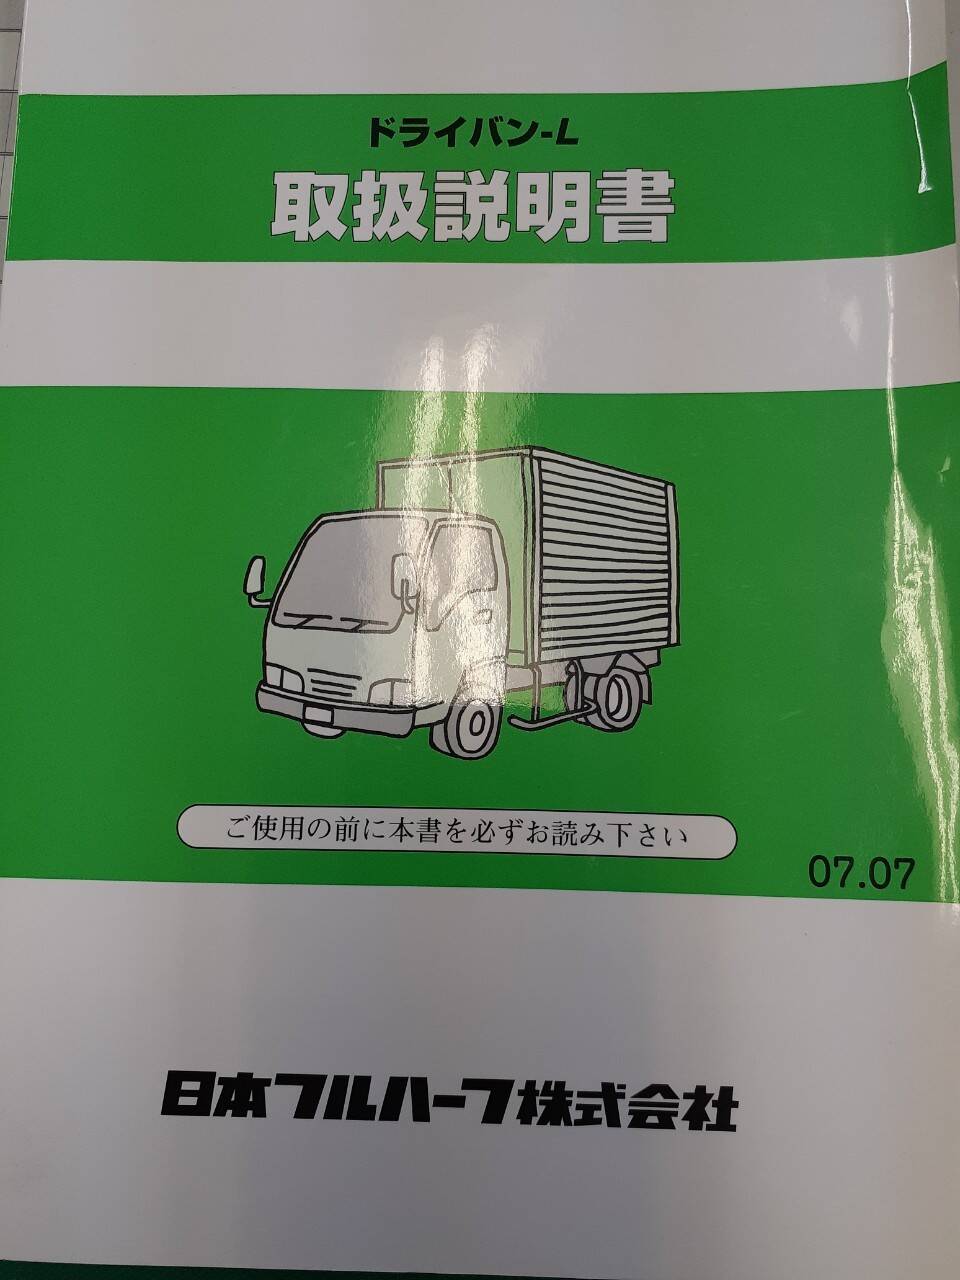 ドライバン-L
取扱説明書
ご使用の前に本書を必ずお読み下さい
07.07
日本フルハーフ株式会社